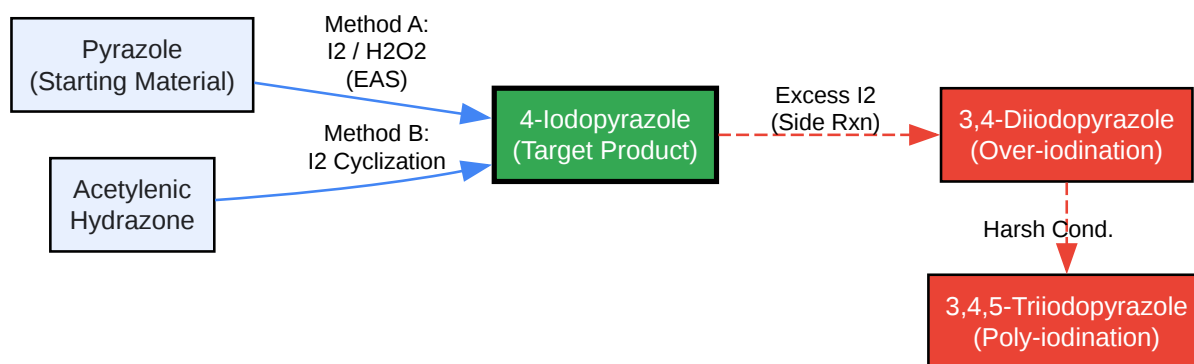 Pyrazole
(Starting Material)
Method A:
I2 / H2O2
(EAS)
Acetylenic
Hydrazone
Method B:
I2 Cyclization
4-Iodopyrazole
(Target Product)
Excess I2
(Side Rxn)
3,4-Diiodopyrazole
(Over-iodination)
Harsh Cond.
3,4,5-Triiodopyrazole
(Poly-iodination)